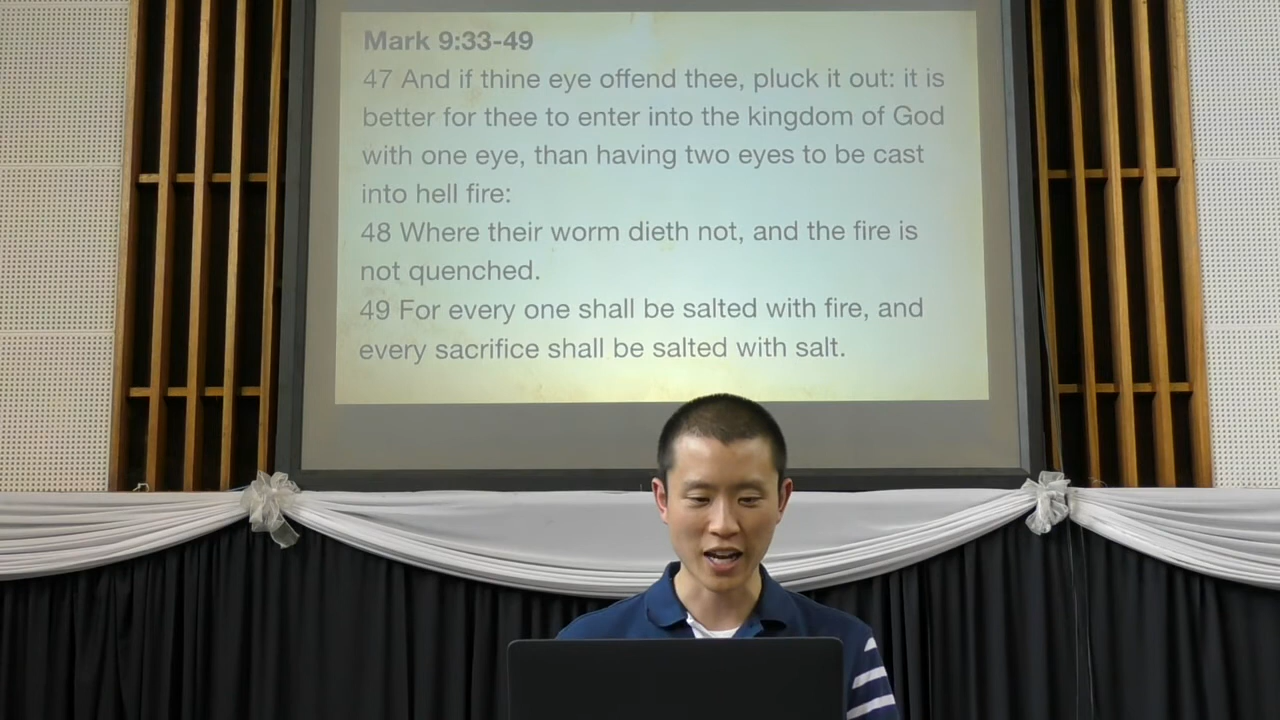 Mark 9:33-49
47 And if thine eye offend thee, pluck it out: it is
better for thee to enter into the kingdom of God
with one eye, than having two eyes to be cast
into hell fire:
48 Where their worm dieth not, and the fire is
not quenched.
49 For every one shall be salted with fire, and
every sacrifice shall be salted with salt.